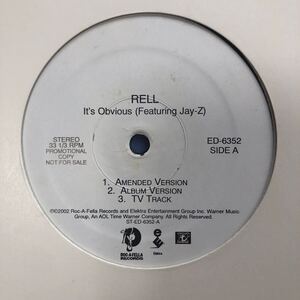 RELL
It's Obvious (Featuring Jay-Z)
STEREO
33 1/3 RPM
PROMOTIONAL
COPY
NOT FOR SALE
ED-6352
SIDE A
1. AMENDED VERSION
2. ALBUM VERSION
3. TV TRACK
℗©2002 Roc-A-Fella Records and Elektra Entertainment Group Inc. Warner Music
Group, An AOL Time Warner Company. All Rights Reserved.
ST-ED-6352-A
ROC-A-FELLA
RECORDS